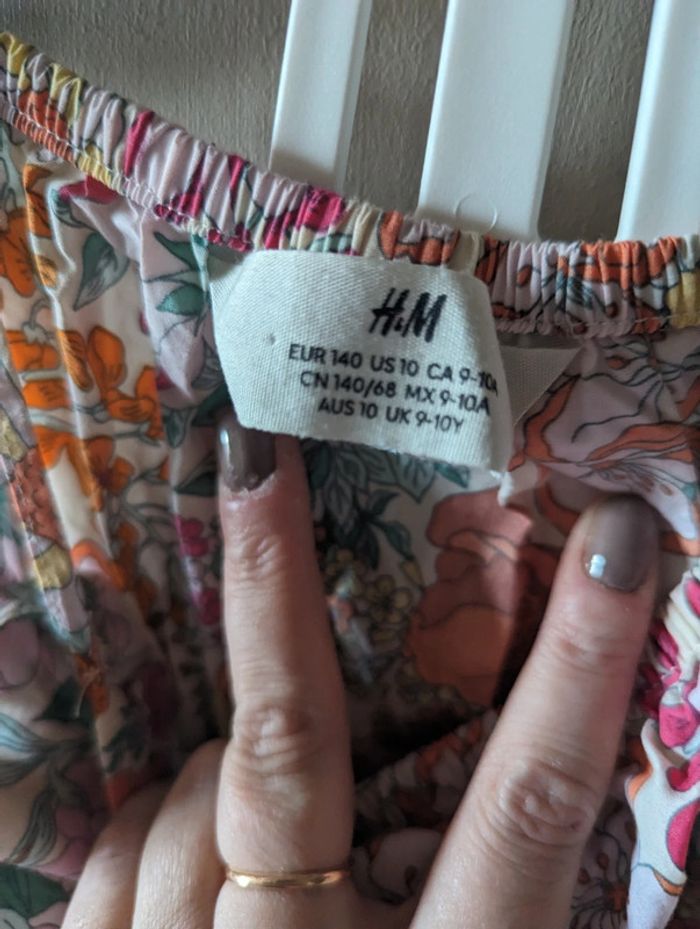 H&M
EUR 140 US 10 CA 9-10A
CN 140/68 MX 9-10A
AUS 10 UK 9-10Y